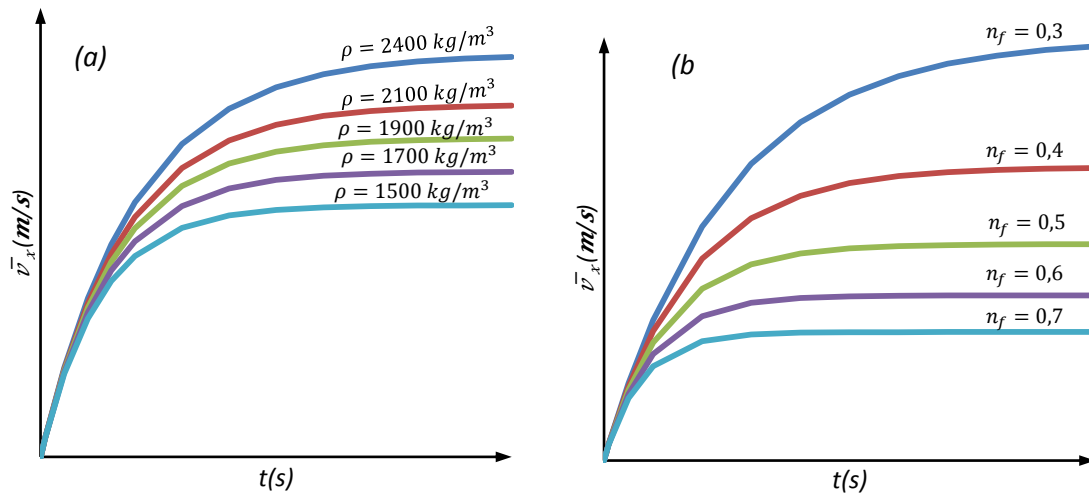 (a)
ρ = 2400 kg/m³
ρ = 2100 kg/m³
ρ = 1900 kg/m³
ρ = 1700 kg/m³
ρ = 1500 kg/m³
v̄ₓ(m/s)
t(s)
(b
n_f = 0,3
n_f = 0,4
n_f = 0,5
n_f = 0,6
n_f = 0,7
v̄ₓ(m/s)
t(s)